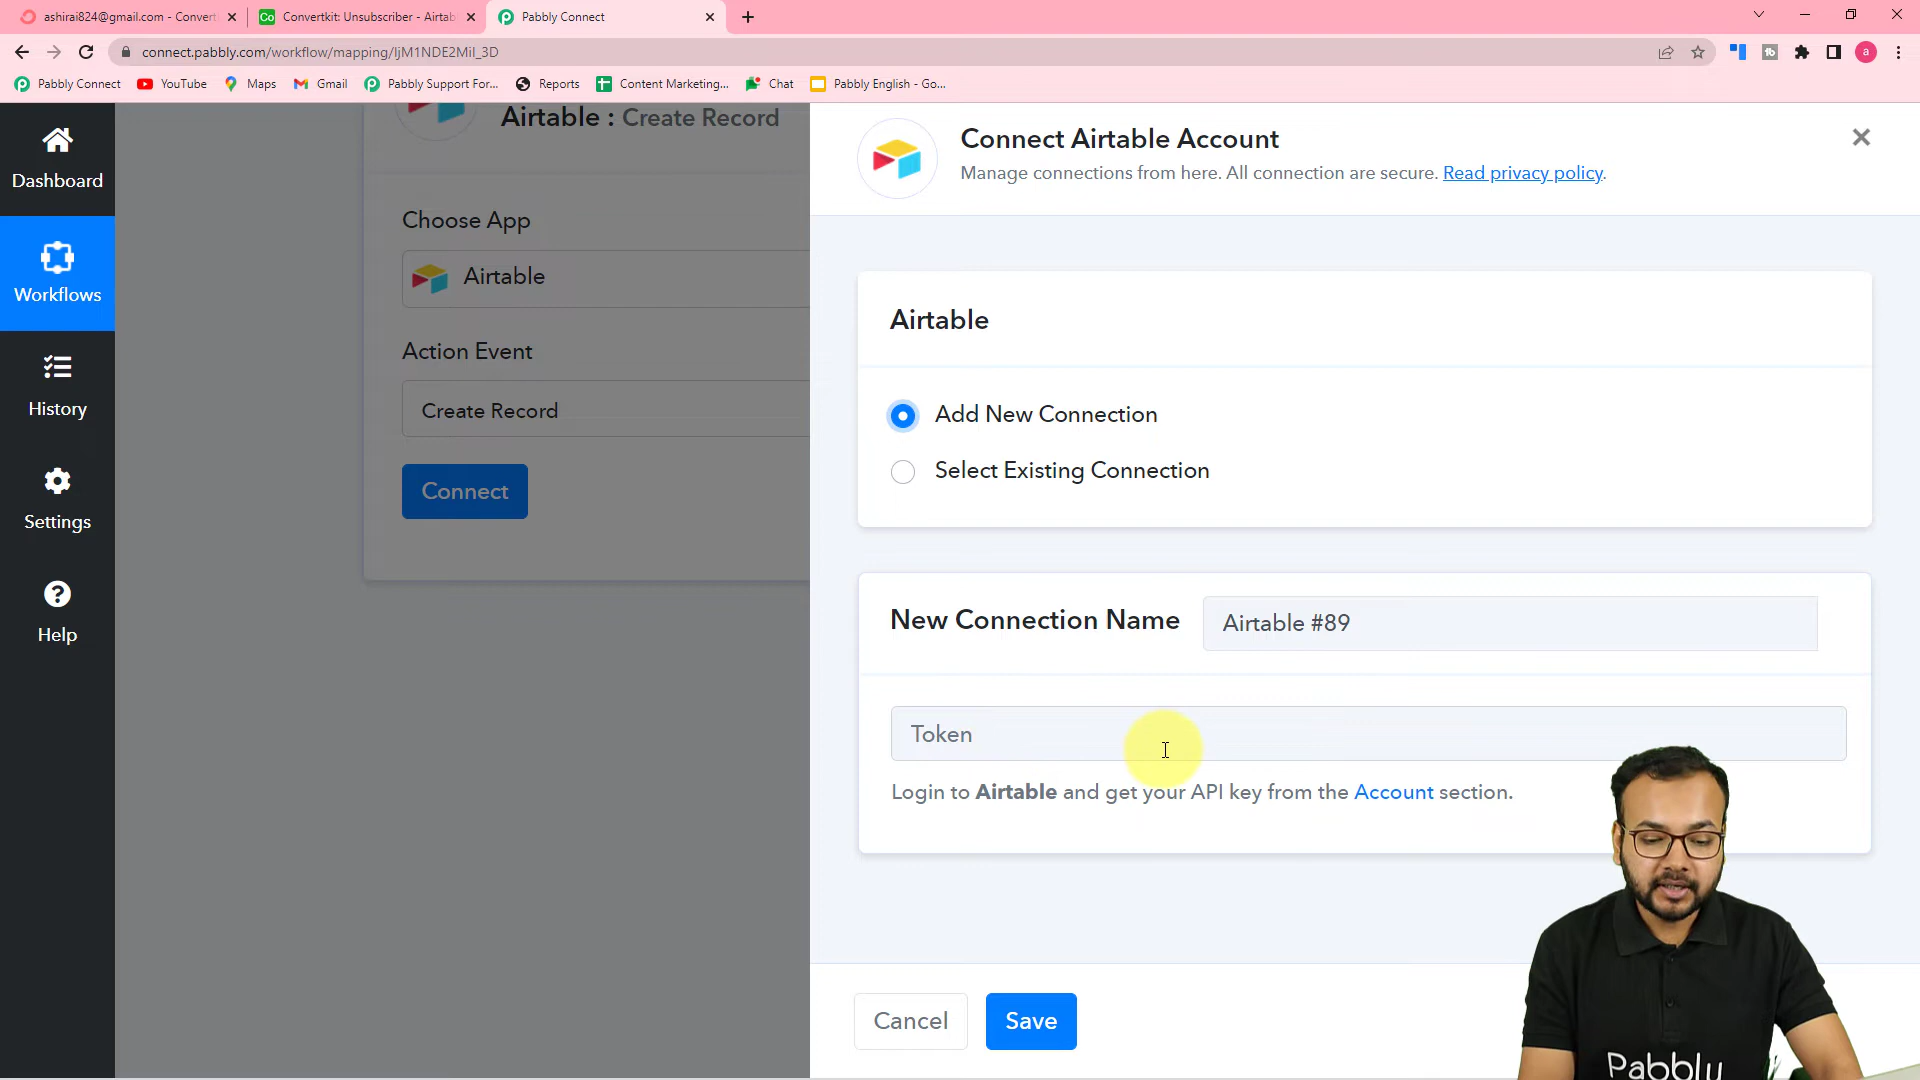 ashirai824@gmail.com - Convert
Convertkit: Unsubscriber - Airtab
Pabbly Connect
connect.pabbly.com/workflow/mapping/IjM1NDE2MiI_3D
Pabbly Connect
YouTube
Maps
Gmail
Pabbly Support For...
Reports
Content Marketing...
Chat
Pabbly English - Go...
Dashboard
Workflows
History
Settings
Help
Airtable : Create Record
Choose App
Airtable
Action Event
Create Record
Connect
Connect Airtable Account
Manage connections from here. All connection are secure. Read privacy policy.
Airtable
Add New Connection
Select Existing Connection
New Connection Name
Airtable #89
Token
Login to Airtable and get your API key from the Account section.
Cancel
Save
Pabbly